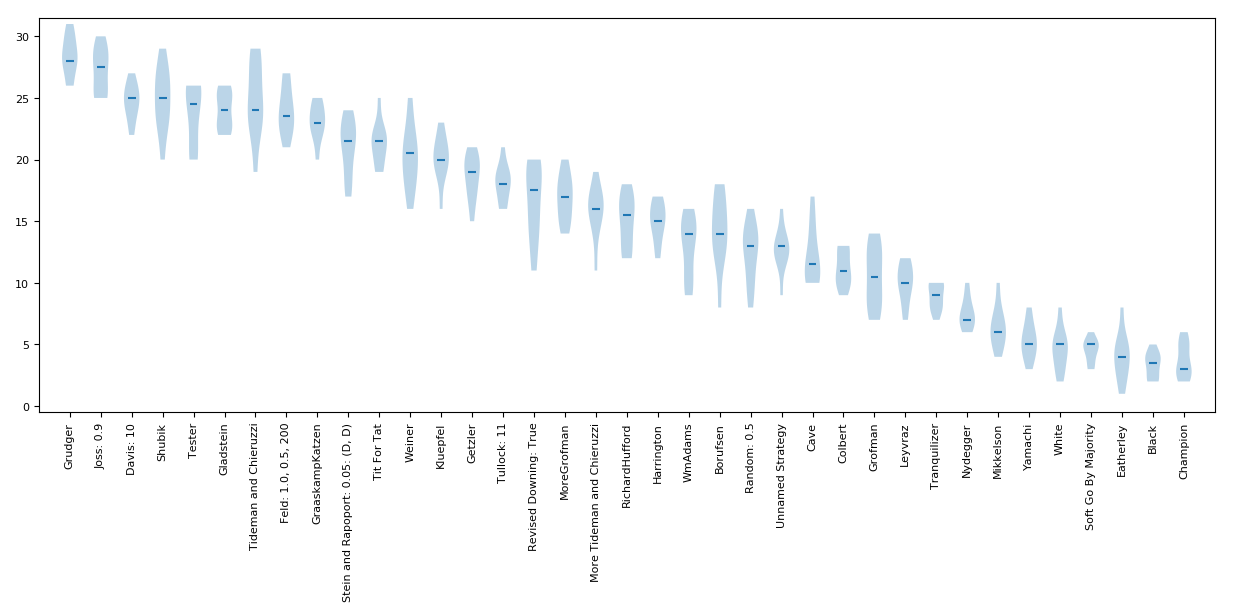 30
25
20
15
10
5
0
Grudger
Joss: 0.9
Davis: 10
Shubik
Tester
Gladstein
Tideman and Chieruzzi
Feld: 1.0, 0.5, 200
GraaskampKatzen
Stein and Rapoport: 0.05: (D, D)
Tit For Tat
Weiner
Kluepfel
Getzler
Tullock: 11
Revised Downing: True
MoreGrofman
More Tideman and Chieruzzi
RichardHufford
Harrington
WmAdams
Borufsen
Random: 0.5
Unnamed Strategy
Cave
Colbert
Grofman
Leyvraz
Tranquilizer
Nydegger
Mikkelson
Yamachi
White
Soft Go By Majority
Eatherley
Black
Champion